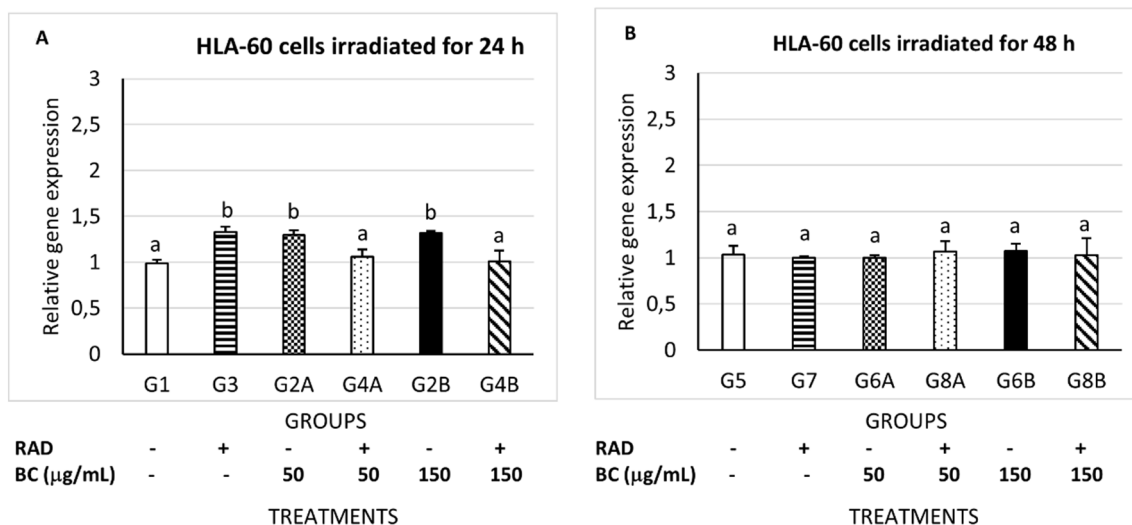 A
HLA-60 cells irradiated for 24 h
Relative gene expression
3
2,5
2
1,5
1
0,5
0
a
b
b
a
b
a
G1 G3 G2A G4A G2B G4B
GROUPS
RAD - + - + - +
BC (µg/mL) - - 50 50 150 150
TREATMENTS
B
HLA-60 cells irradiated for 48 h
Relative gene expression
3
2,5
2
1,5
1
0,5
0
a a a a a a
G5 G7 G6A G8A G6B G8B
GROUPS
RAD - + - + - +
BC (µg/mL) - - 50 50 150 150
TREATMENTS